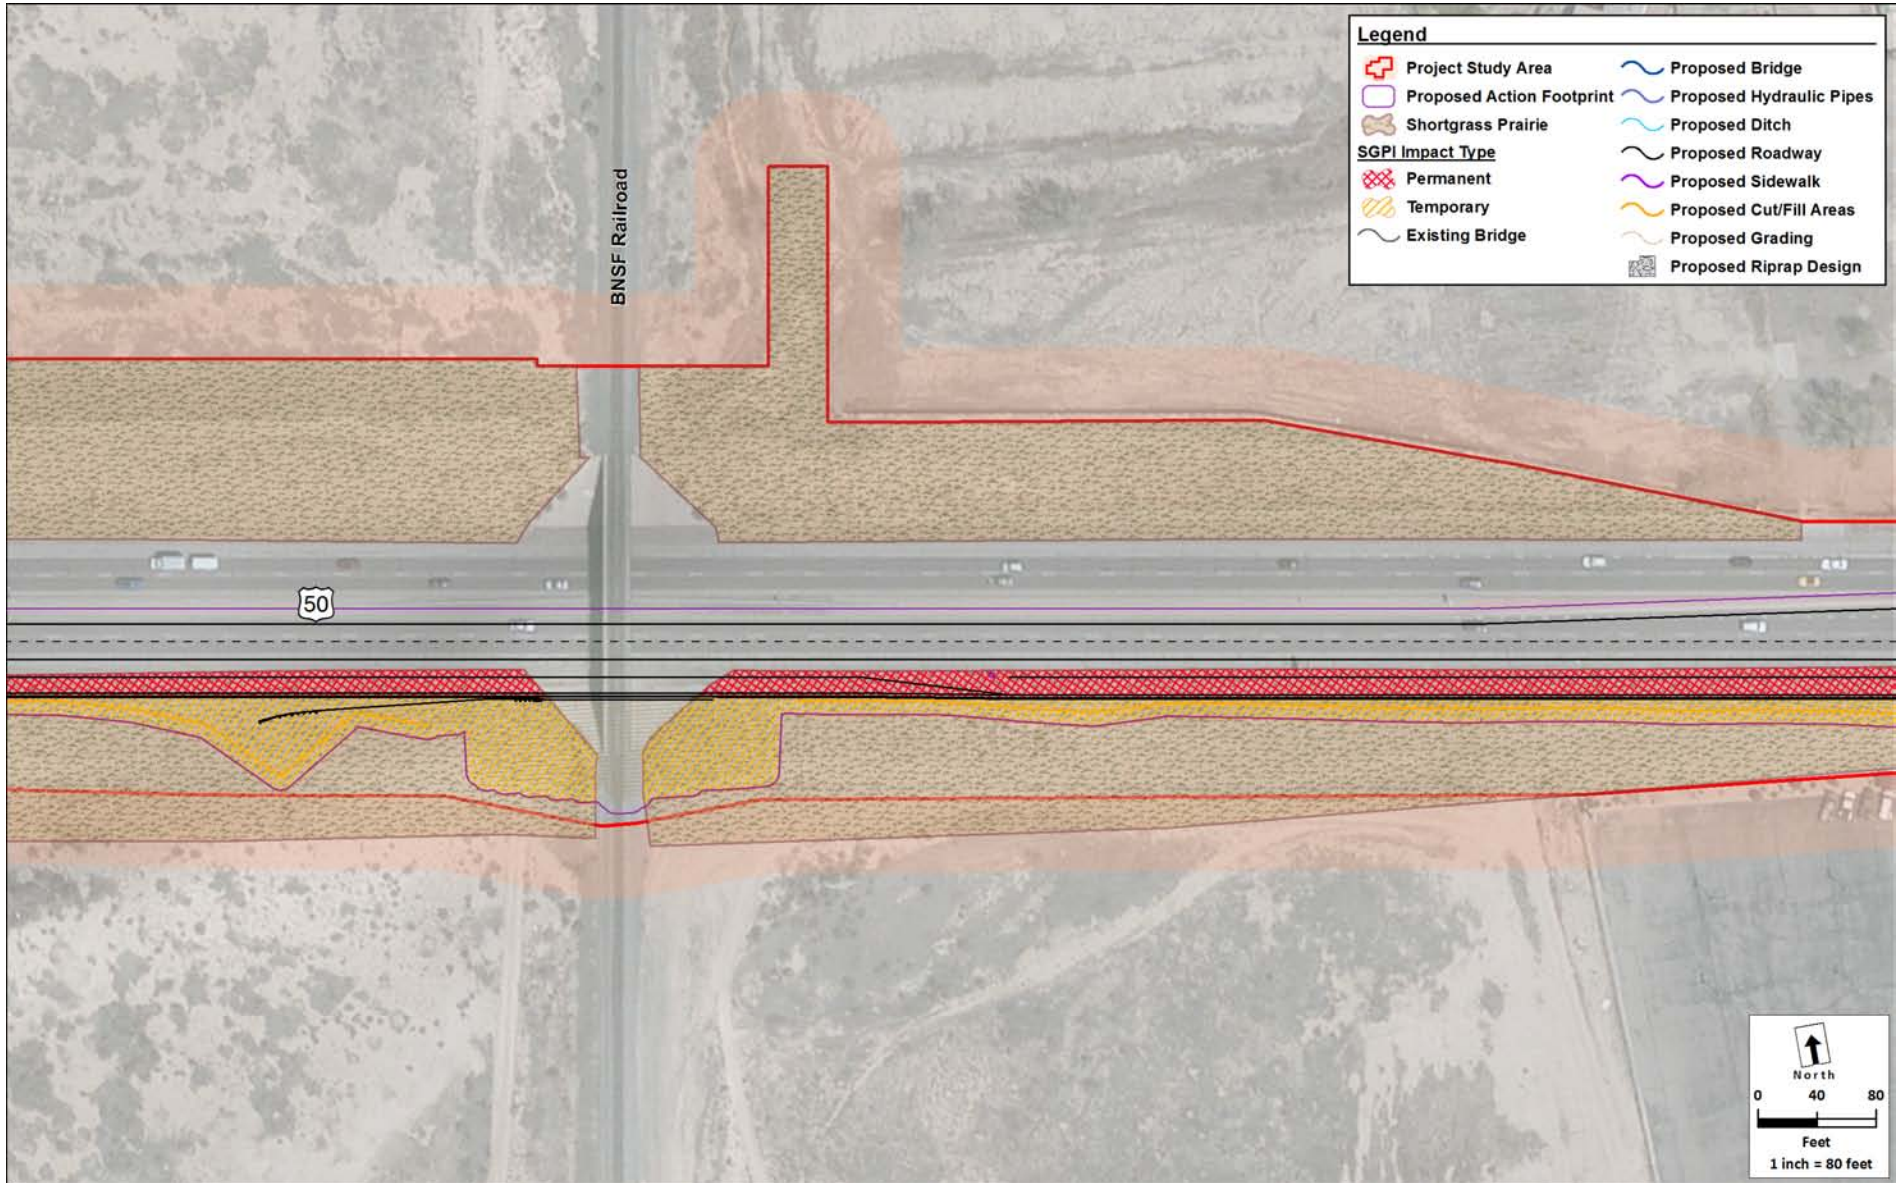 Legend
Project Study Area
Proposed Action Footprint
Shortgrass Prairie
SGPI Impact Type
Permanent
Temporary
Existing Bridge
Proposed Bridge
Proposed Hydraulic Pipes
Proposed Ditch
Proposed Roadway
Proposed Sidewalk
Proposed Cut/Fill Areas
Proposed Grading
Proposed Riprap Design
BNSF Railroad
50
North
0 40 80
Feet
1 inch = 80 feet